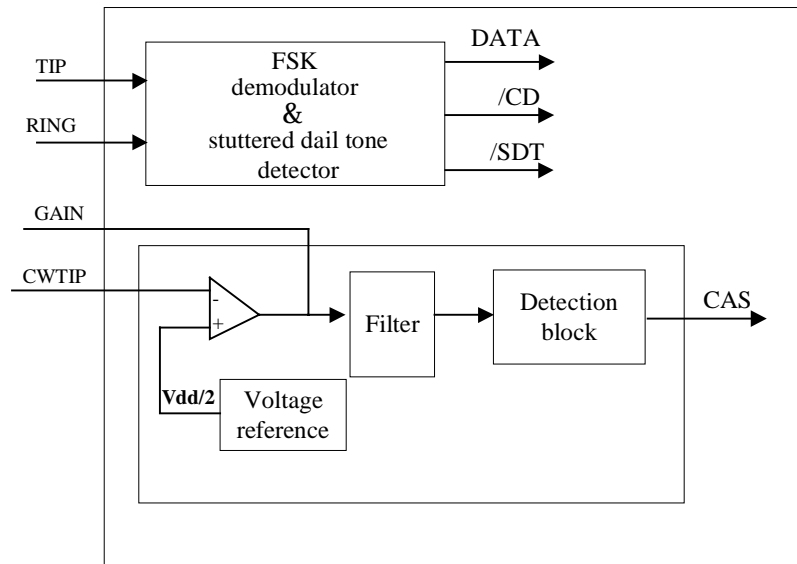 TIP
RING
FSK
demodulator
&
stuttered dail tone
detector
DATA
/CD
/SDT
GAIN
CWTIP
-
+
Vdd/2
Voltage
reference
Filter
Detection
block
CAS